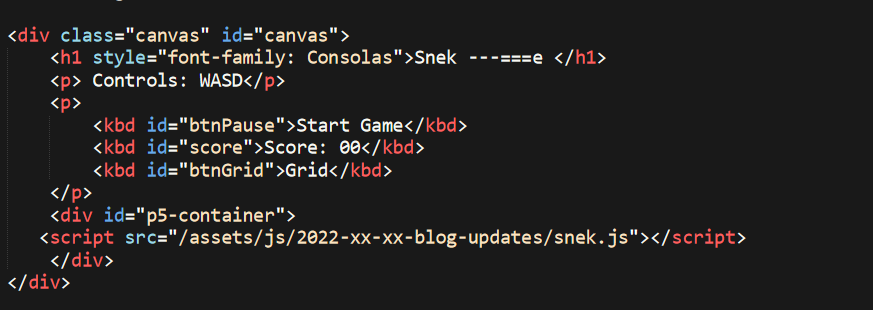 <div class="canvas" id="canvas">
    <h1 style="font-family: Consolas">Snek ---===e </h1>
    <p> Controls: WASD</p>
    <p>
        <kbd id="btnPause">Start Game</kbd>
        <kbd id="score">Score: 00</kbd>
        <kbd id="btnGrid">Grid</kbd>
    </p>
    <div id="p5-container">
   <script src="/assets/js/2022-xx-xx-blog-updates/snek.js"></script>
    </div>
</div>